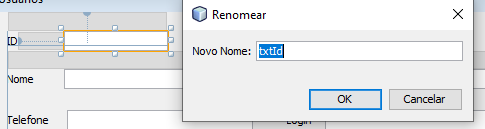 Usuários
Renomear
ID
Novo Nome: txtId
Nome
OK Cancelar
Telefone
Login